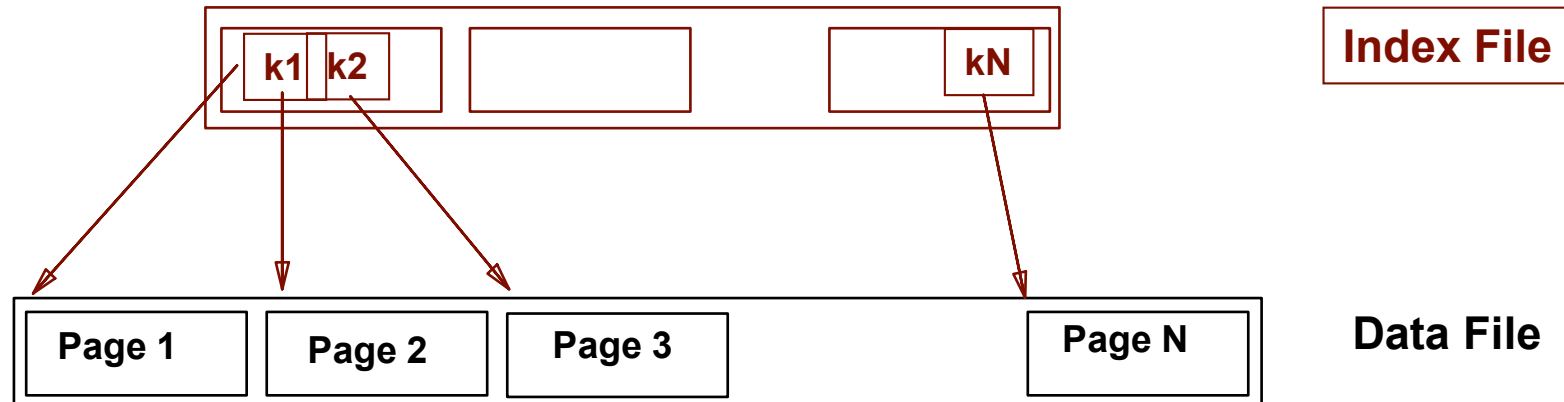 k1 k2 kN
Index File
Page 1 Page 2 Page 3 Page N
Data File